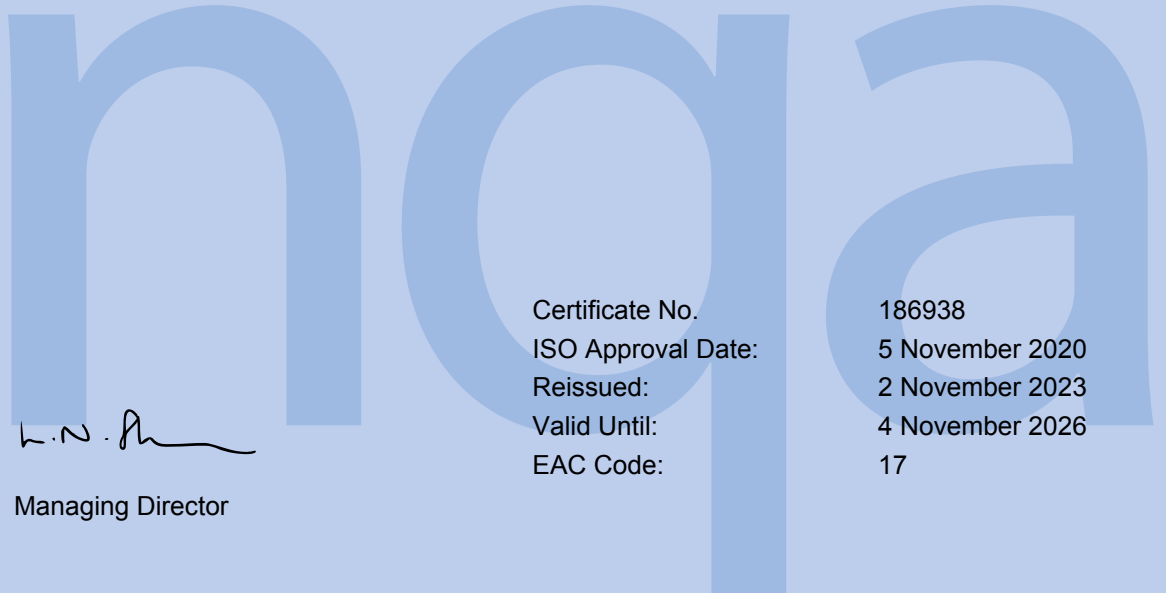 nqa
Certificate No. 186938
ISO Approval Date: 5 November 2020
Reissued: 2 November 2023
Valid Until: 4 November 2026
EAC Code: 17
L.N.
Managing Director